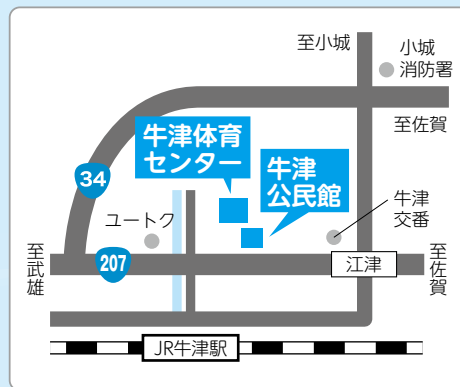 至小城
小城
消防署
至佐賀
牛津体育
センター
牛津
公民館
34
ユートク
牛津
交番
至武雄
207
江津
至佐賀
JR牛津駅